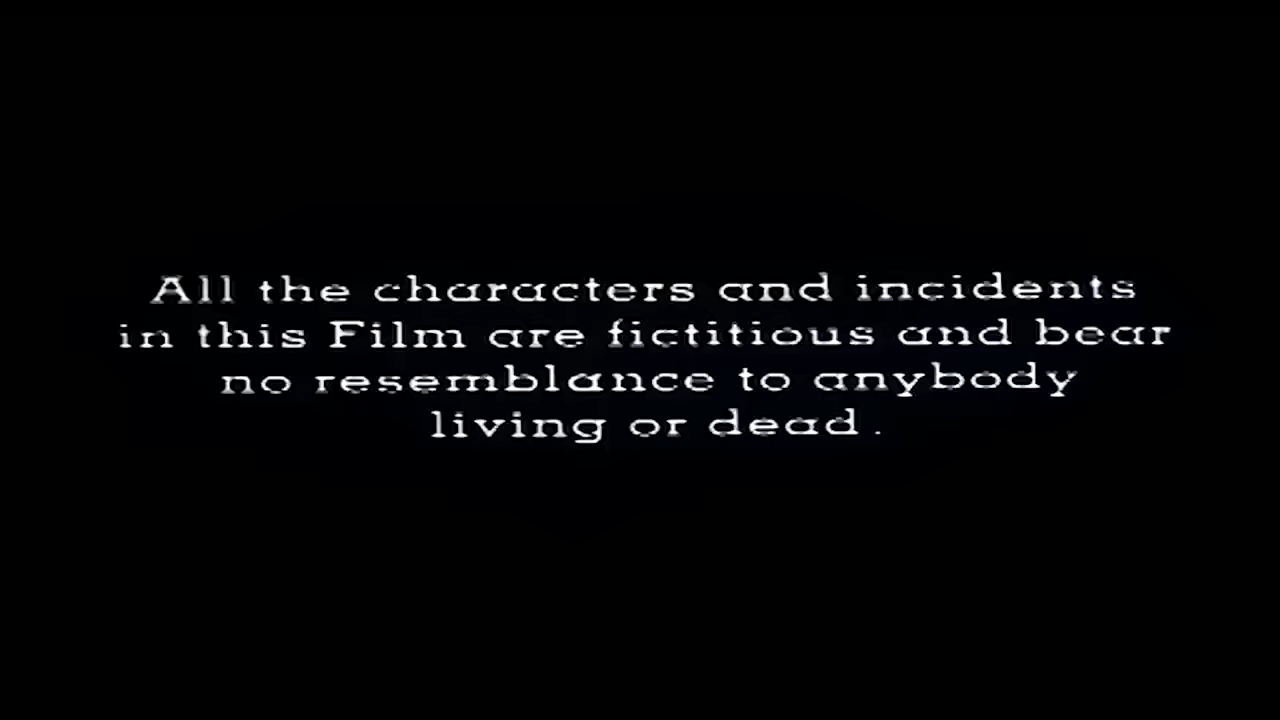 All the characters and incidents
in this Film are fictitious and bear
no resemblance to anybody
living or dead.